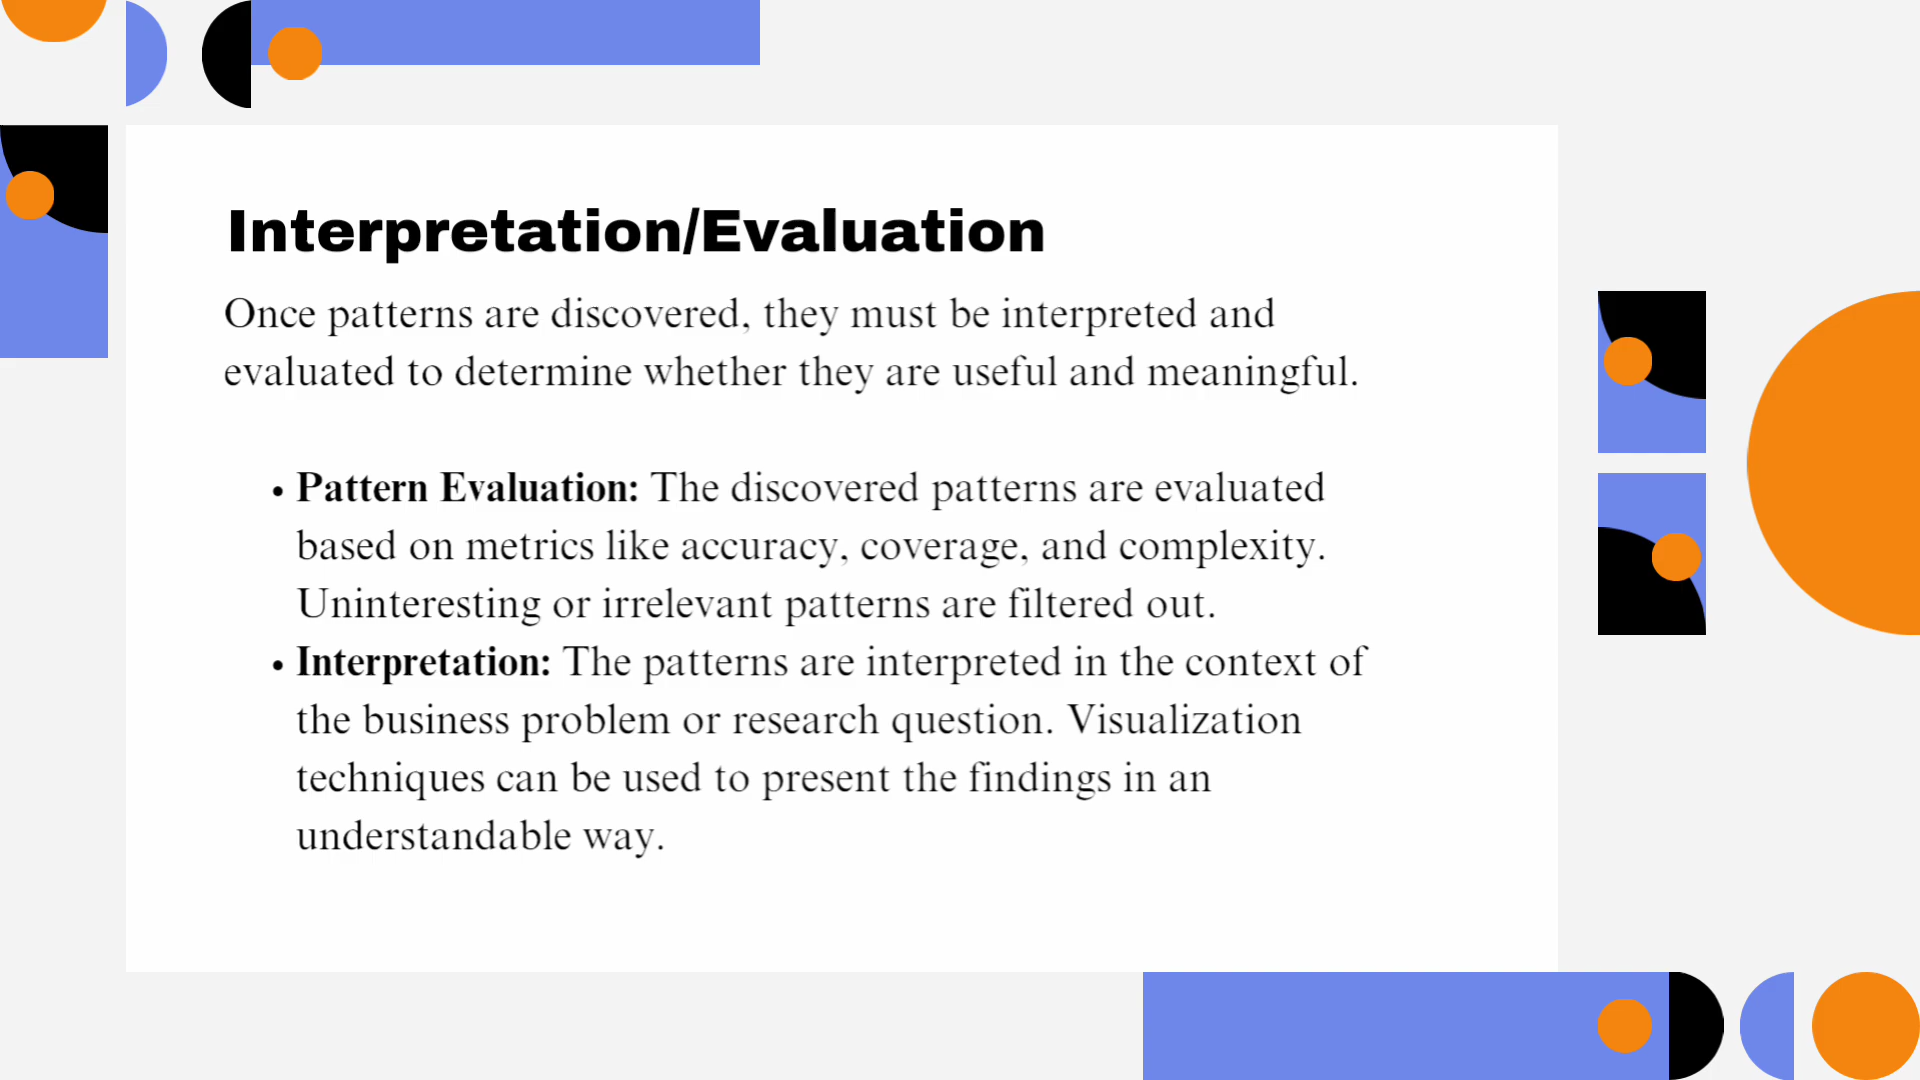 Interpretation/Evaluation
Once patterns are discovered, they must be interpreted and
evaluated to determine whether they are useful and meaningful.
• Pattern Evaluation: The discovered patterns are evaluated
based on metrics like accuracy, coverage, and complexity.
Uninteresting or irrelevant patterns are filtered out.
• Interpretation: The patterns are interpreted in the context of
the business problem or research question. Visualization
techniques can be used to present the findings in an
understandable way.